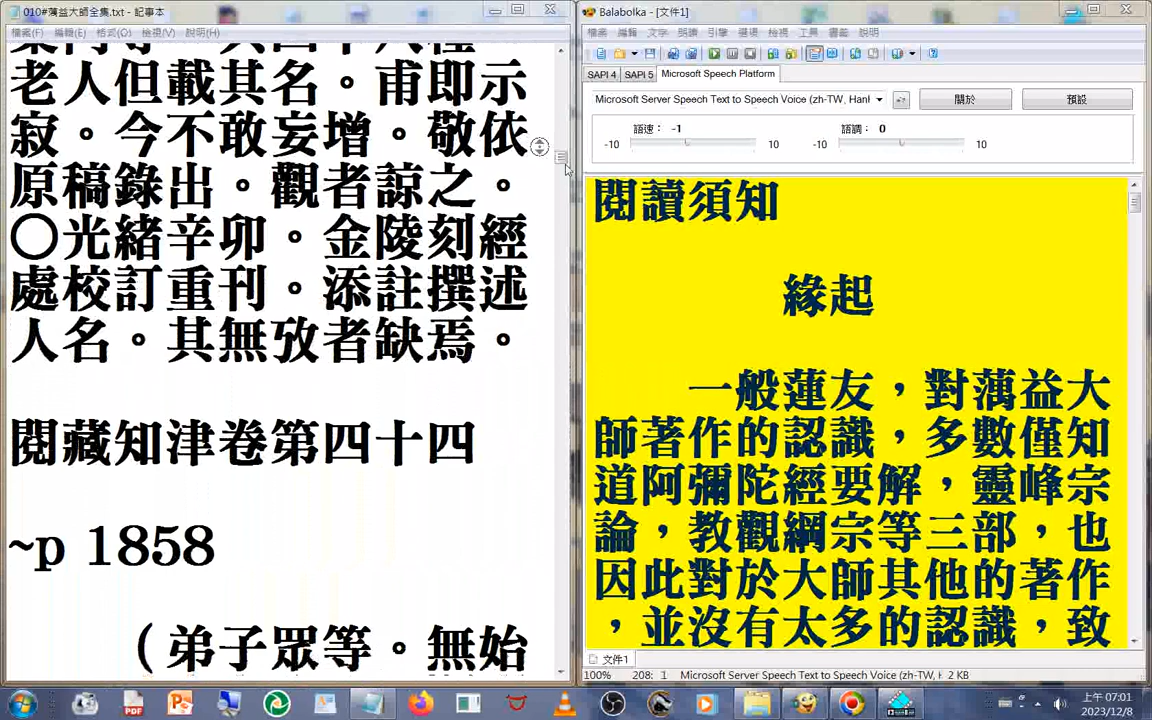 010#蕅益大師全集.txt - 記事本
檔案(F) 編輯(E) 格式(O) 檢視(V) 說明(H)
老人但載其名。甫即示
寂。今不敢妄增。敬依
原稿錄出。觀者諒之。
〇光緒辛卯。金陵刻經
處校訂重刊。添註撰述
人名。其無攷者缺焉。
閱藏知津卷第四十四
~p 1858
(弟子眾等。無始
Balabolka - [文件1]
檔案 編輯 文字 朗讀 引擎 選項 檢視 工具 書籤 說明
SAPI 4 SAPI 5 Microsoft Speech Platform
Microsoft Server Speech Text to Speech Voice (zh-TW, Hanl
關於 預設
語速： -1 語調： 0
-10 10 -10 10
閱讀須知
緣起
一般蓮友，對蕅益大
師著作的認識，多數僅知
道阿彌陀經要解，靈峰宗
論，教觀綱宗等三部，也
因此對於大師其他的著作
，並沒有太多的認識，致
文件1
100% 208: 1 Microsoft Server Speech Text to Speech Voice (zh-TW, Hanl 2 KB
上午 07:01
2023/12/8